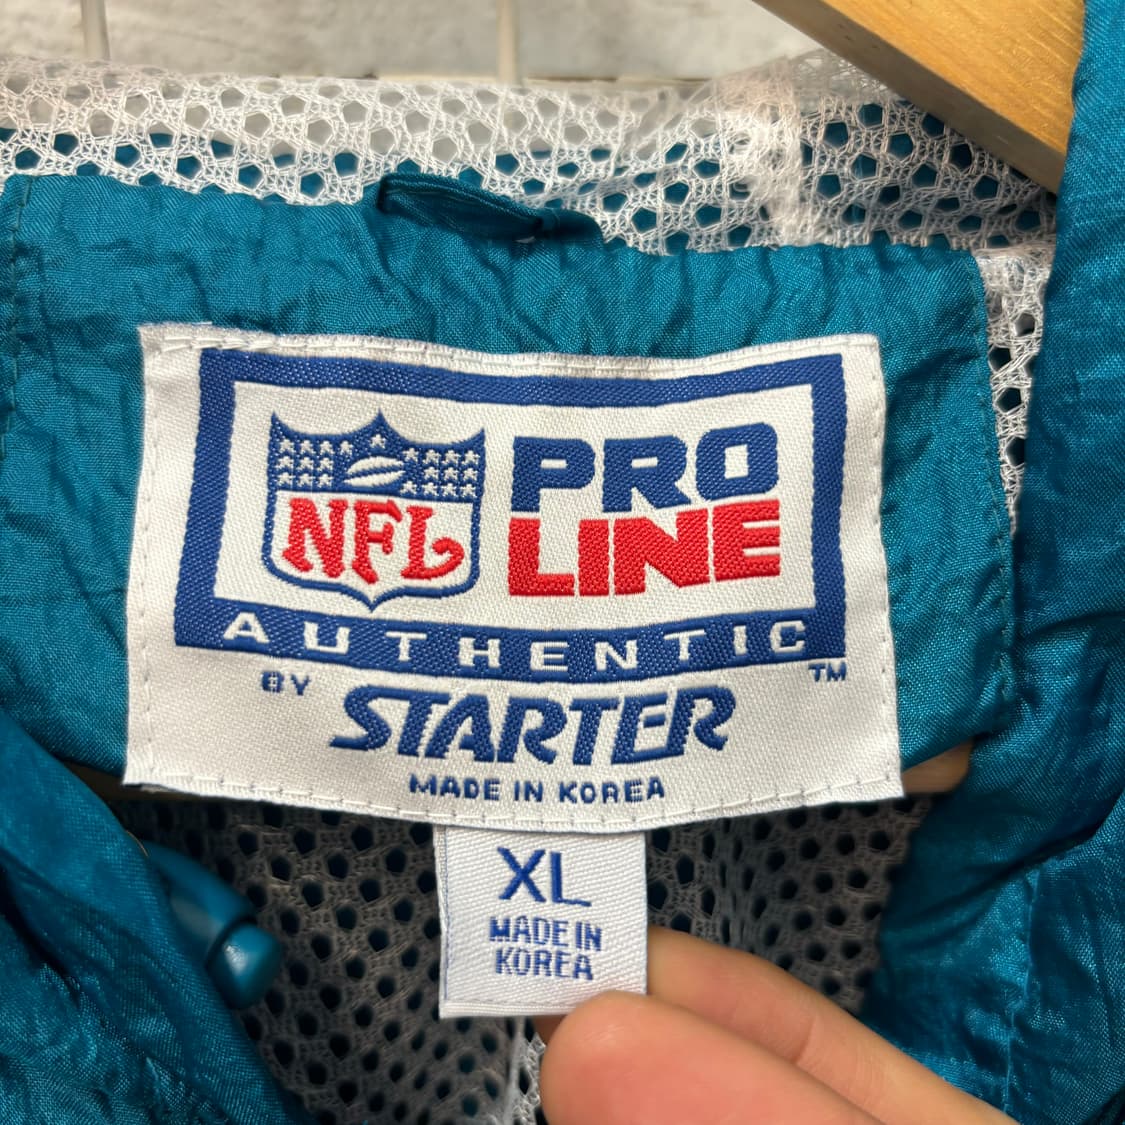 NFL
PRO
LINE
AUTHENTIC
BY STARTER TM
MADE IN KOREA
XL
MADE IN
KOREA